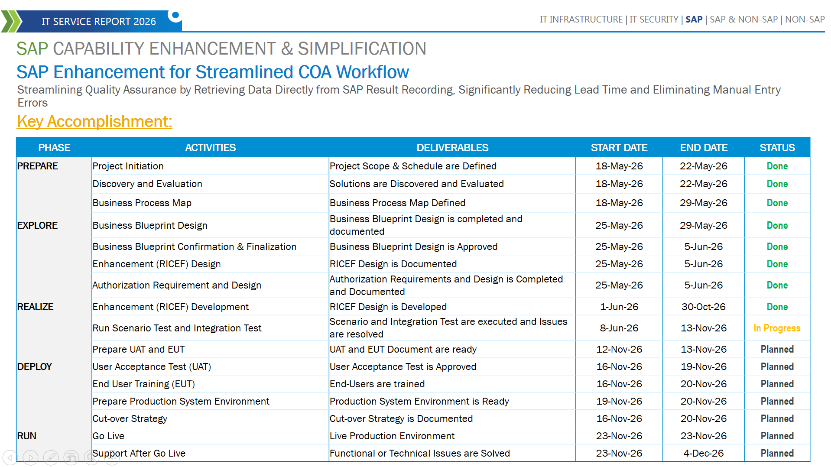 IT SERVICE REPORT 2026
IT INFRASTRUCTURE | IT SECURITY | SAP | SAP & NON-SAP | NON-SAP
SAP CAPABILITY ENHANCEMENT & SIMPLIFICATION
SAP Enhancement for Streamlined COA Workflow
Streamlining Quality Assurance by Retrieving Data Directly from SAP Result Recording, Significantly Reducing Lead Time and Eliminating Manual Entry
Errors
Key Accomplishment:
PHASE ACTIVITIES DELIVERABLES START DATE END DATE STATUS
PREPARE Project Initiation Project Scope & Schedule are Defined 18-May-26 22-May-26 Done
Discovery and Evaluation Solutions are Discovered and Evaluated 18-May-26 22-May-26 Done
Business Process Map Business Process Map Defined 18-May-26 29-May-26 Done
EXPLORE Business Blueprint Design Business Blueprint Design is completed and
documented 25-May-26 29-May-26 Done
Business Blueprint Confirmation & Finalization Business Blueprint Design is Approved 25-May-26 5-Jun-26 Done
Enhancement (RICEF) Design RICEF Design is Documented 25-May-26 5-Jun-26 Done
Authorization Requirement and Design Authorization Requirements and Design is Completed
and Documented 25-May-26 5-Jun-26 Done
REALIZE Enhancement (RICEF) Development RICEF Design is Developed 1-Jun-26 30-Oct-26 Done
Run Scenario Test and Integration Test Scenario and Integration Test are executed and Issues
are resolved 8-Jun-26 13-Nov-26 In Progress
Prepare UAT and EUT UAT and EUT Document are ready 12-Nov-26 13-Nov-26 Planned
DEPLOY User Acceptance Test (UAT) User Acceptance Test is Approved 16-Nov-26 19-Nov-26 Planned
End User Training (EUT) End-Users are trained 16-Nov-26 20-Nov-26 Planned
Prepare Production System Environment Production System Environment is Ready 19-Nov-26 20-Nov-26 Planned
Cut-over Strategy Cut-over Strategy is Documented 16-Nov-26 20-Nov-26 Planned
RUN Go Live Live Production Environment 23-Nov-26 23-Nov-26 Planned
Support After Go Live Functional or Technical Issues are Solved 23-Nov-26 4-Dec-26 Planned